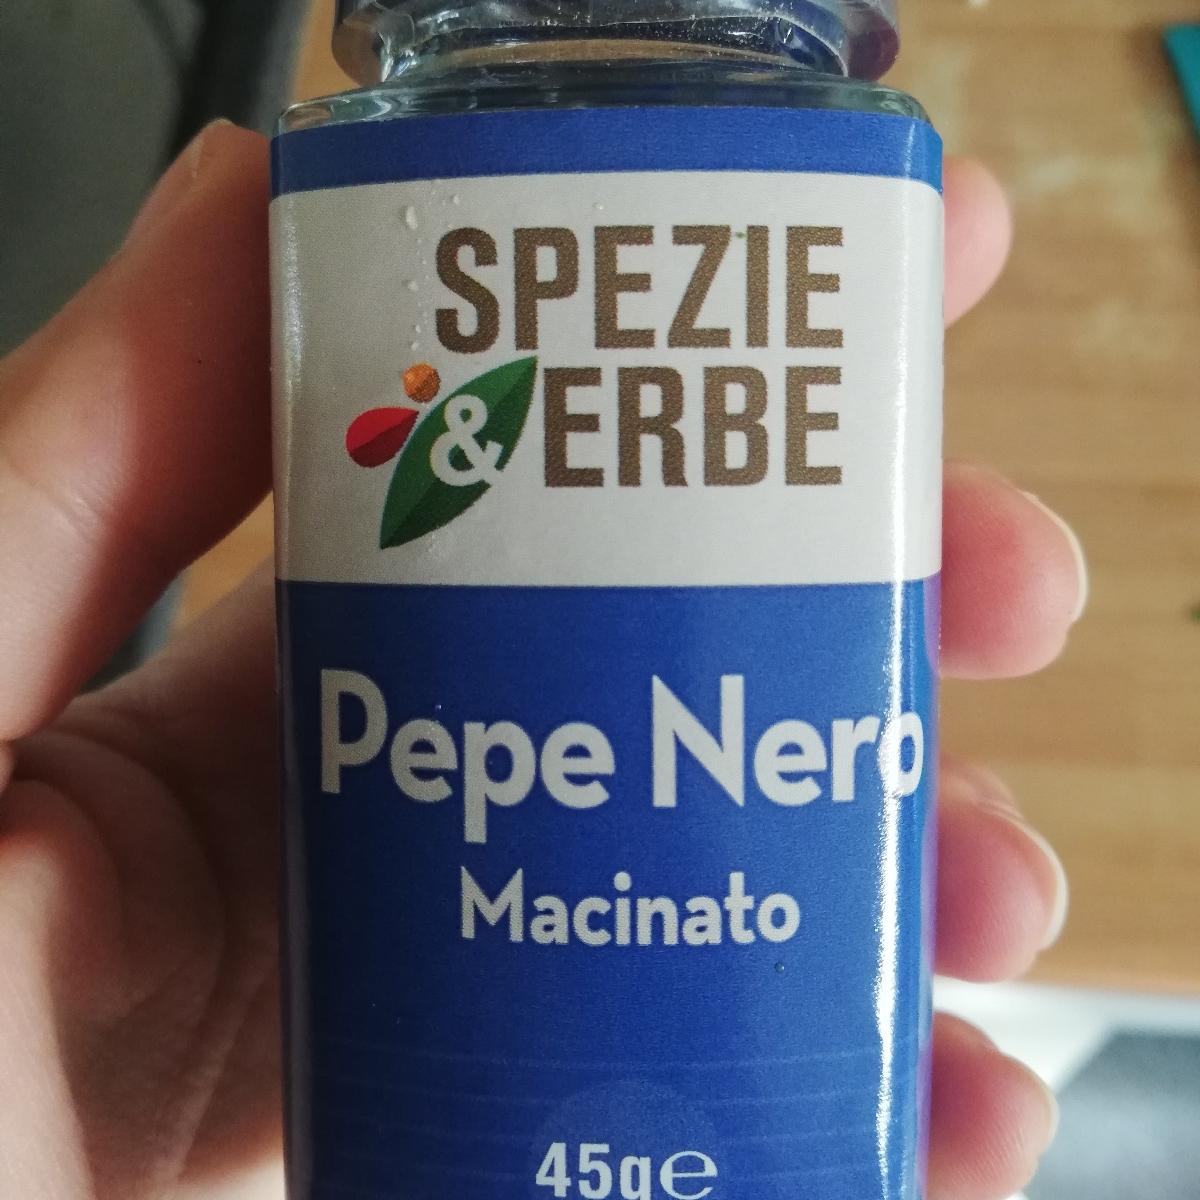 SPEZIE
& ERBE
Pepe Nero
Macinato
45g℮